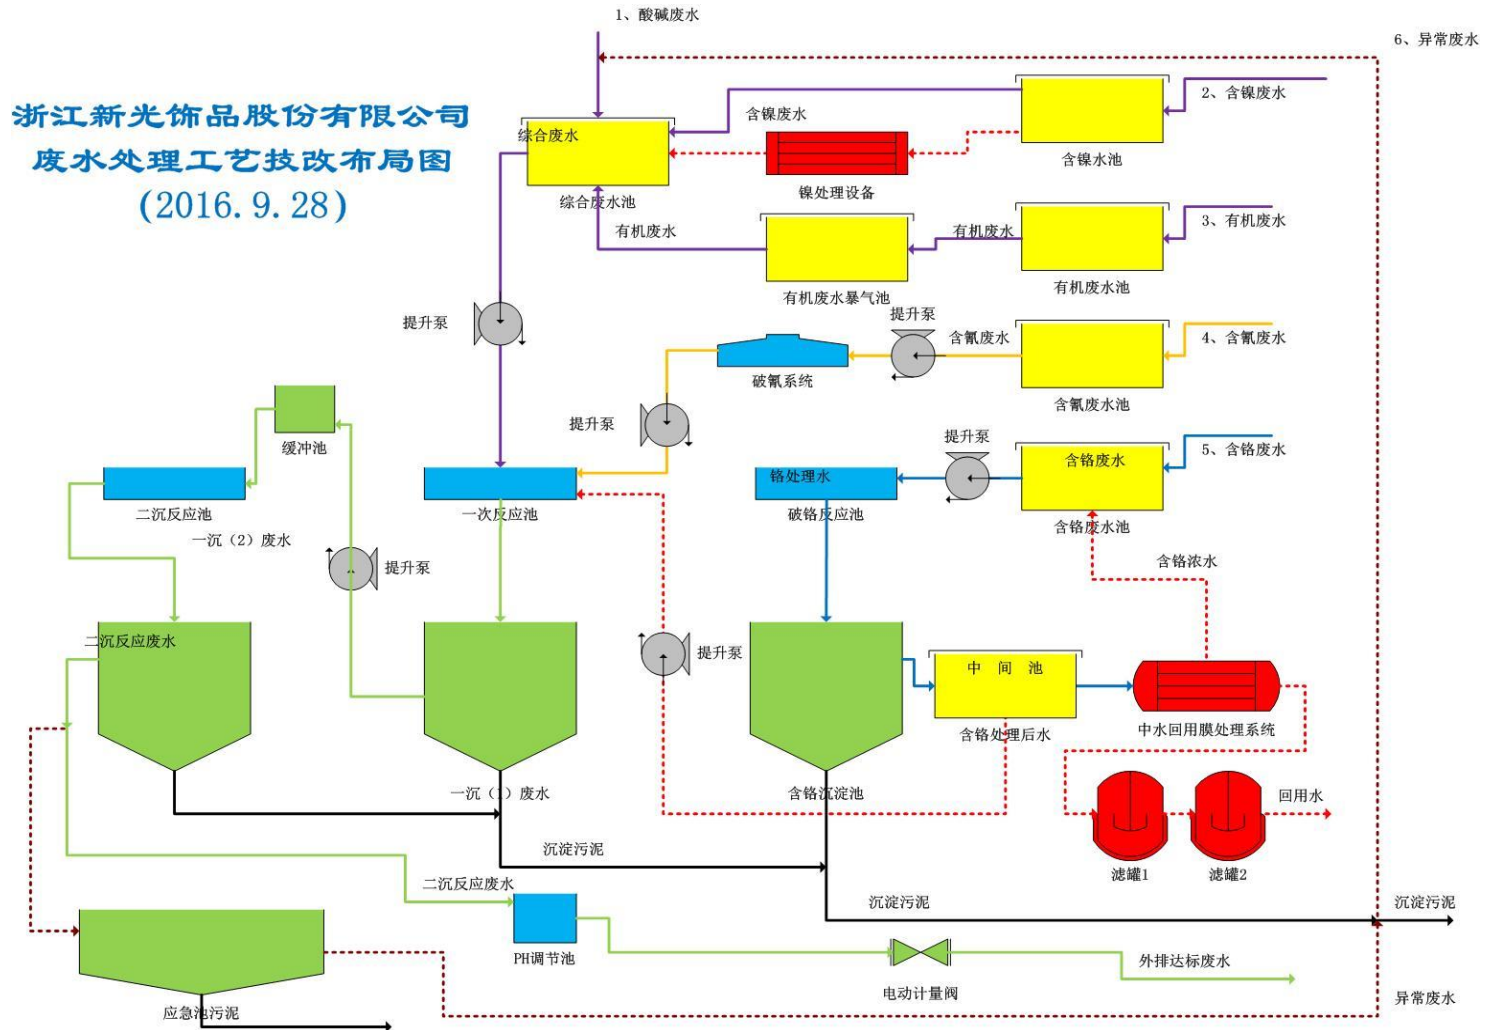 1、酸碱废水
6、异常废水
浙江新光饰品股份有限公司
废水处理工艺技改布局图
(2016.9.28)
2、含镍废水
含镍废水
综合废水
含镍水池
镍处理设备
综合废水池
3、有机废水
有机废水
有机废水
有机废水池
有机废水暴气池
提升泵
提升泵
含氰废水
4、含氰废水
破氰系统
含氰废水池
提升泵
提升泵
缓冲池
5、含铬废水
含铬废水
铬处理水
二沉反应池
一次反应池
破铬反应池
含铬废水池
一沉（2）废水
提升泵
含铬浓水
二沉反应废水
提升泵
中 间 池
含铬处理后水
中水回用膜处理系统
一沉（1）废水
含铬沉淀池
回用水
沉淀污泥
滤罐1
滤罐2
二沉反应废水
沉淀污泥
沉淀污泥
PH调节池
外排达标废水
电动计量阀
异常废水
应急池污泥